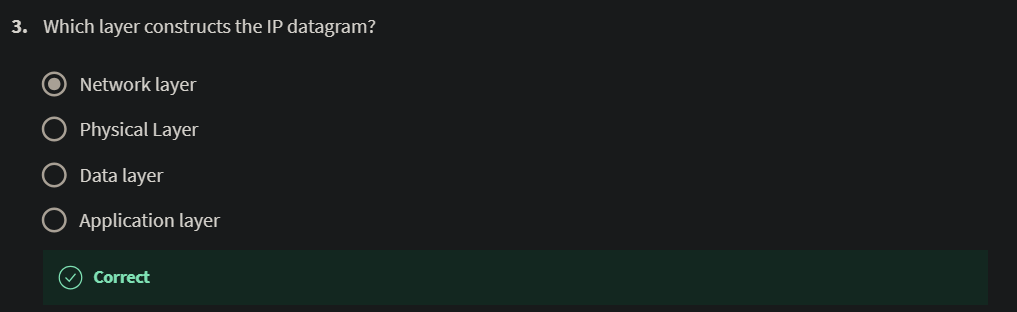 3. Which layer constructs the IP datagram?
Network layer
Physical Layer
Data layer
Application layer
Correct